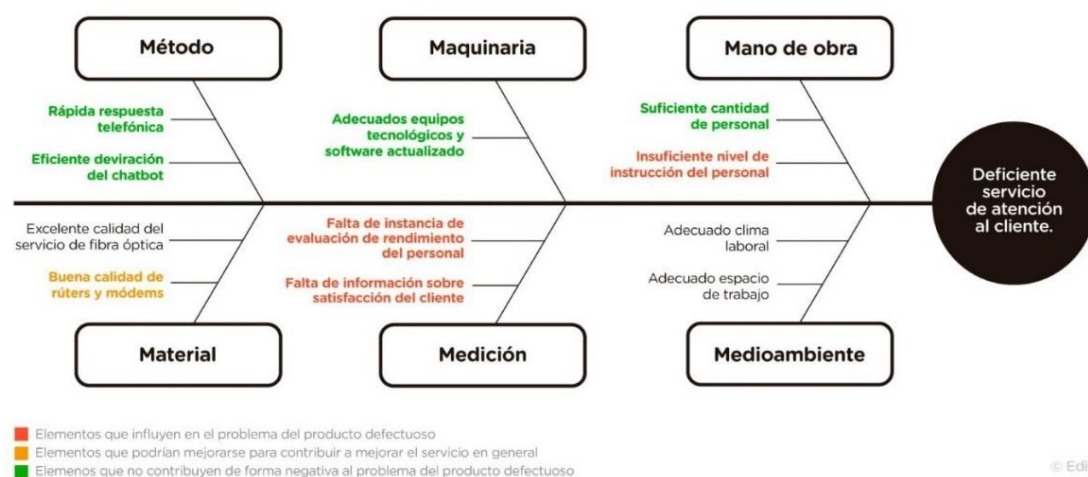 Método
Maquinaria
Mano de obra
Rápida respuesta
telefónica
Eficiente deviración
del chatbot
Adecuados equipos
tecnológicos y
software actualizado
Suficiente cantidad
de personal
Insuficiente nivel de
instrucción del personal
Deficiente
servicio
de atención
al cliente.
Excelente calidad del
servicio de fibra óptica
Buena calidad de
rúters y módems
Falta de instancia de
evaluación de rendimiento
del personal
Falta de información sobre
satisfacción del cliente
Adecuado clima
laboral
Adecuado espacio
de trabajo
Material
Medición
Medioambiente
Elementos que influyen en el problema del producto defectuoso
Elementos que podrían mejorarse para contribuir a mejorar el servicio en general
Elemenos que no contribuyen de forma negativa al problema del producto defectuoso
© Edi